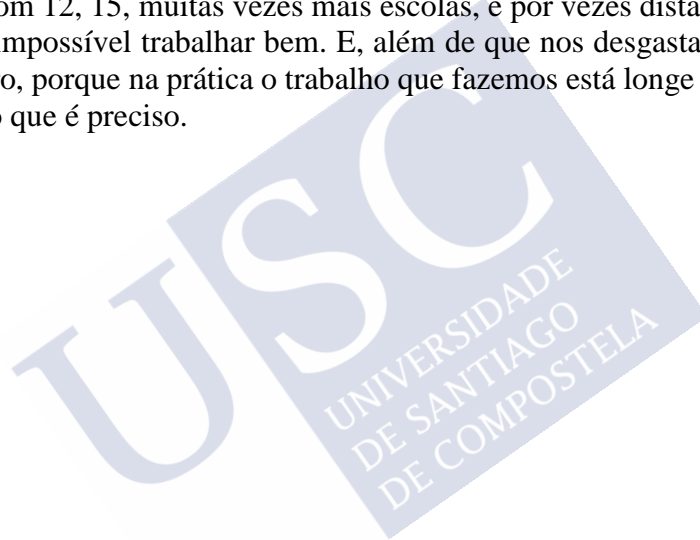 om 12, 15, muitas vezes mais escolas, e por vezes dista
impossível trabalhar bem. E, além de que nos desgasta
ro, porque na prática o trabalho que fazemos está longe
o que é preciso.
USC
UNIVERSIDADE
DE SANTIAGO
DE COMPOSTELA